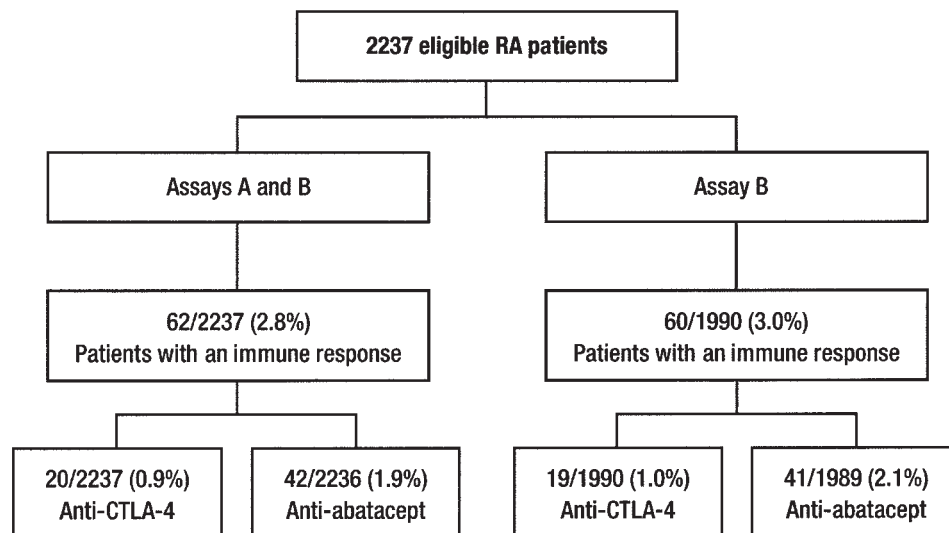 2237 eligible RA patients
Assays A and B
Assay B
62/2237 (2.8%)
Patients with an immune response
60/1990 (3.0%)
Patients with an immune response
20/2237 (0.9%)
Anti-CTLA-4
42/2236 (1.9%)
Anti-abatacept
19/1990 (1.0%)
Anti-CTLA-4
41/1989 (2.1%)
Anti-abatacept